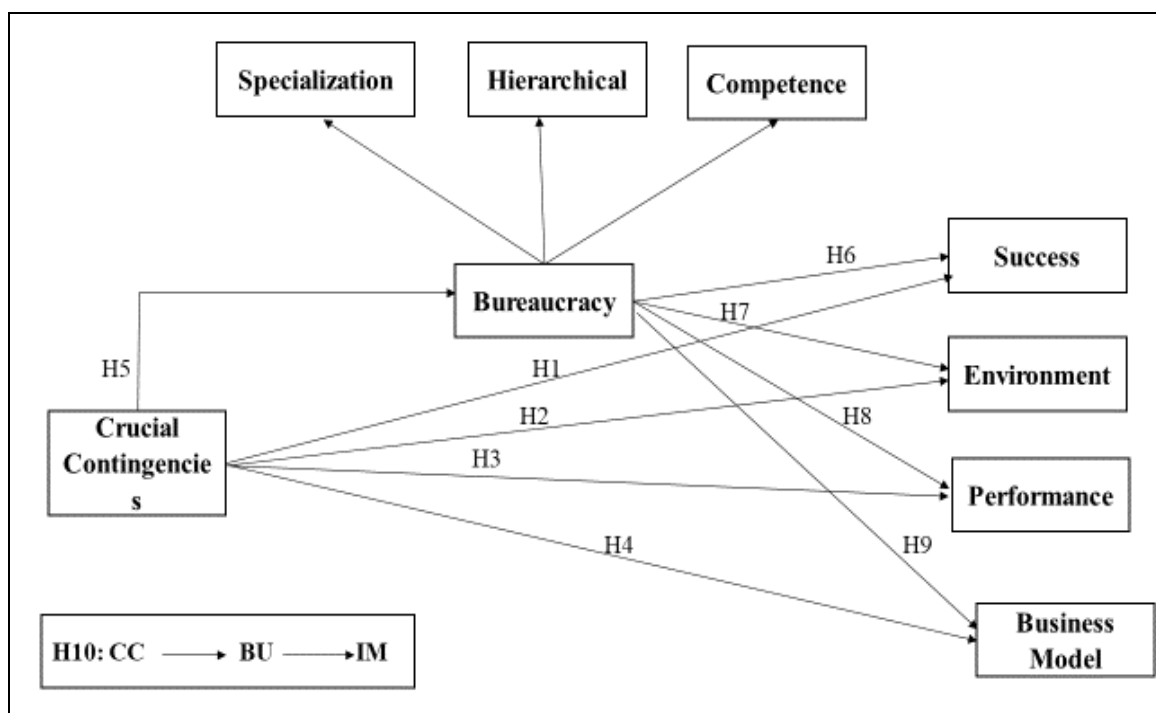 Specialization
Hierarchical
Competence
Success
H6
Bureaucracy
H7
H5
H1
Environment
H2
H8
Crucial
Contingencie
s
H3
Performance
H4
H9
Business
Model
H10: CC BU IM